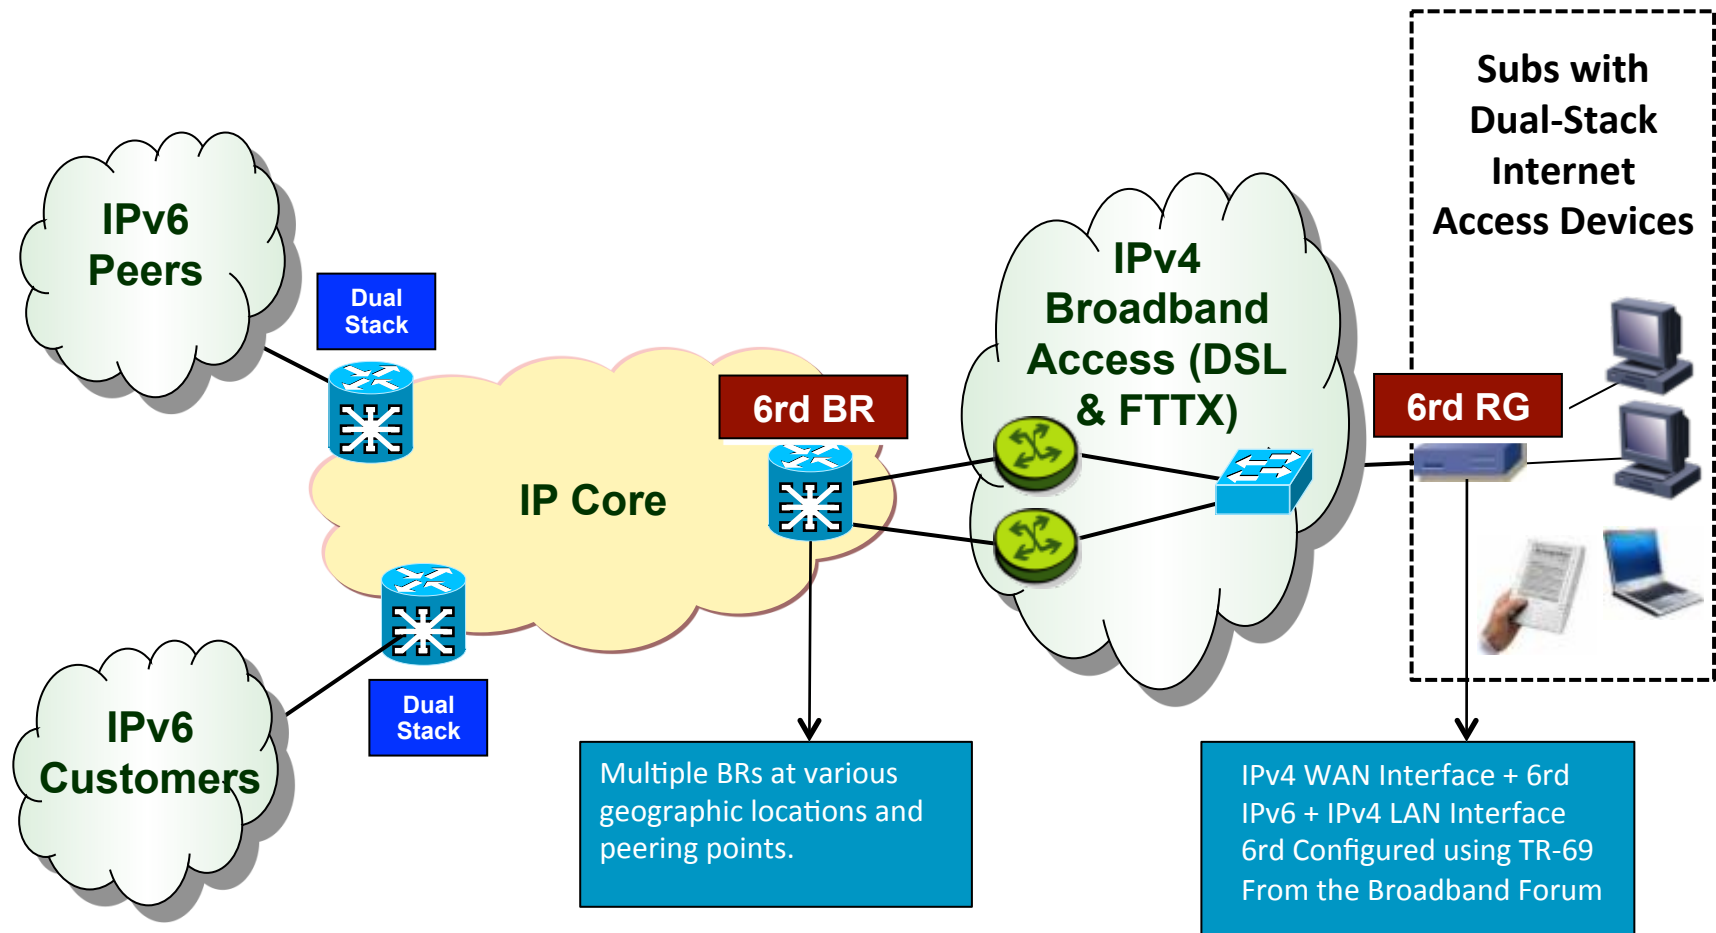 Subs with
Dual-Stack
Internet
Access Devices
IPv6
Peers
Dual
Stack
IPv4
Broadband
Access (DSL
& FTTX)
6rd BR
6rd RG
IP Core
IPv6
Customers
Dual
Stack
Multiple BRs at various
geographic locations and
peering points.
IPv4 WAN Interface + 6rd
IPv6 + IPv4 LAN Interface
6rd Configured using TR-69
From the Broadband Forum